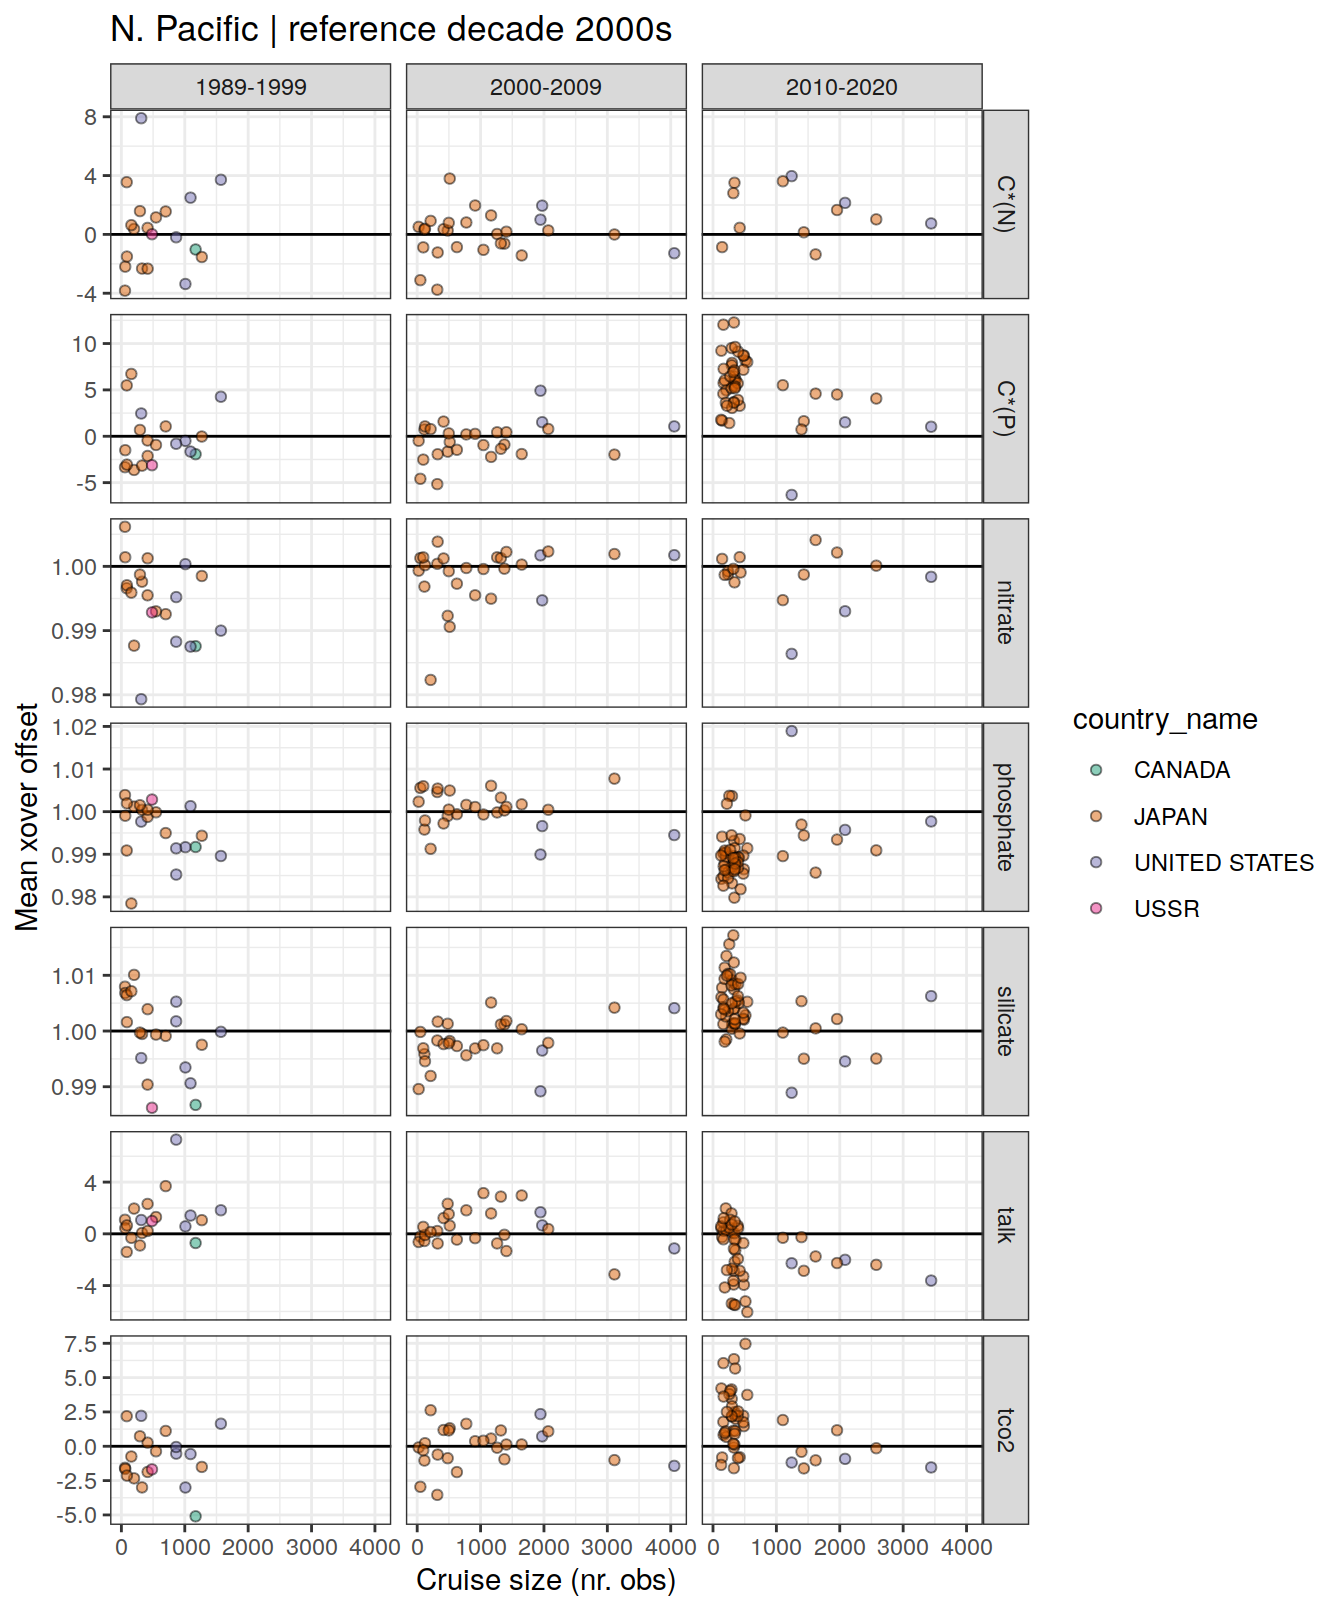 N. Pacific | reference decade 2000s
1989-1999
2000-2009
2010-2020
8
4
0
-4
C*(N)
10
5
0
-5
C*(P)
1.00
0.99
0.98
nitrate
1.02
1.01
1.00
0.99
0.98
phosphate
1.01
1.00
0.99
silicate
4
0
-4
talk
7.5
5.0
2.5
0.0
-2.5
-5.0
tco2
0 1000 2000 3000 4000 0 1000 2000 3000 4000 0 1000 2000 3000 4000
Cruise size (nr. obs)
Mean xover offset
country_name
CANADA
JAPAN
UNITED STATES
USSR